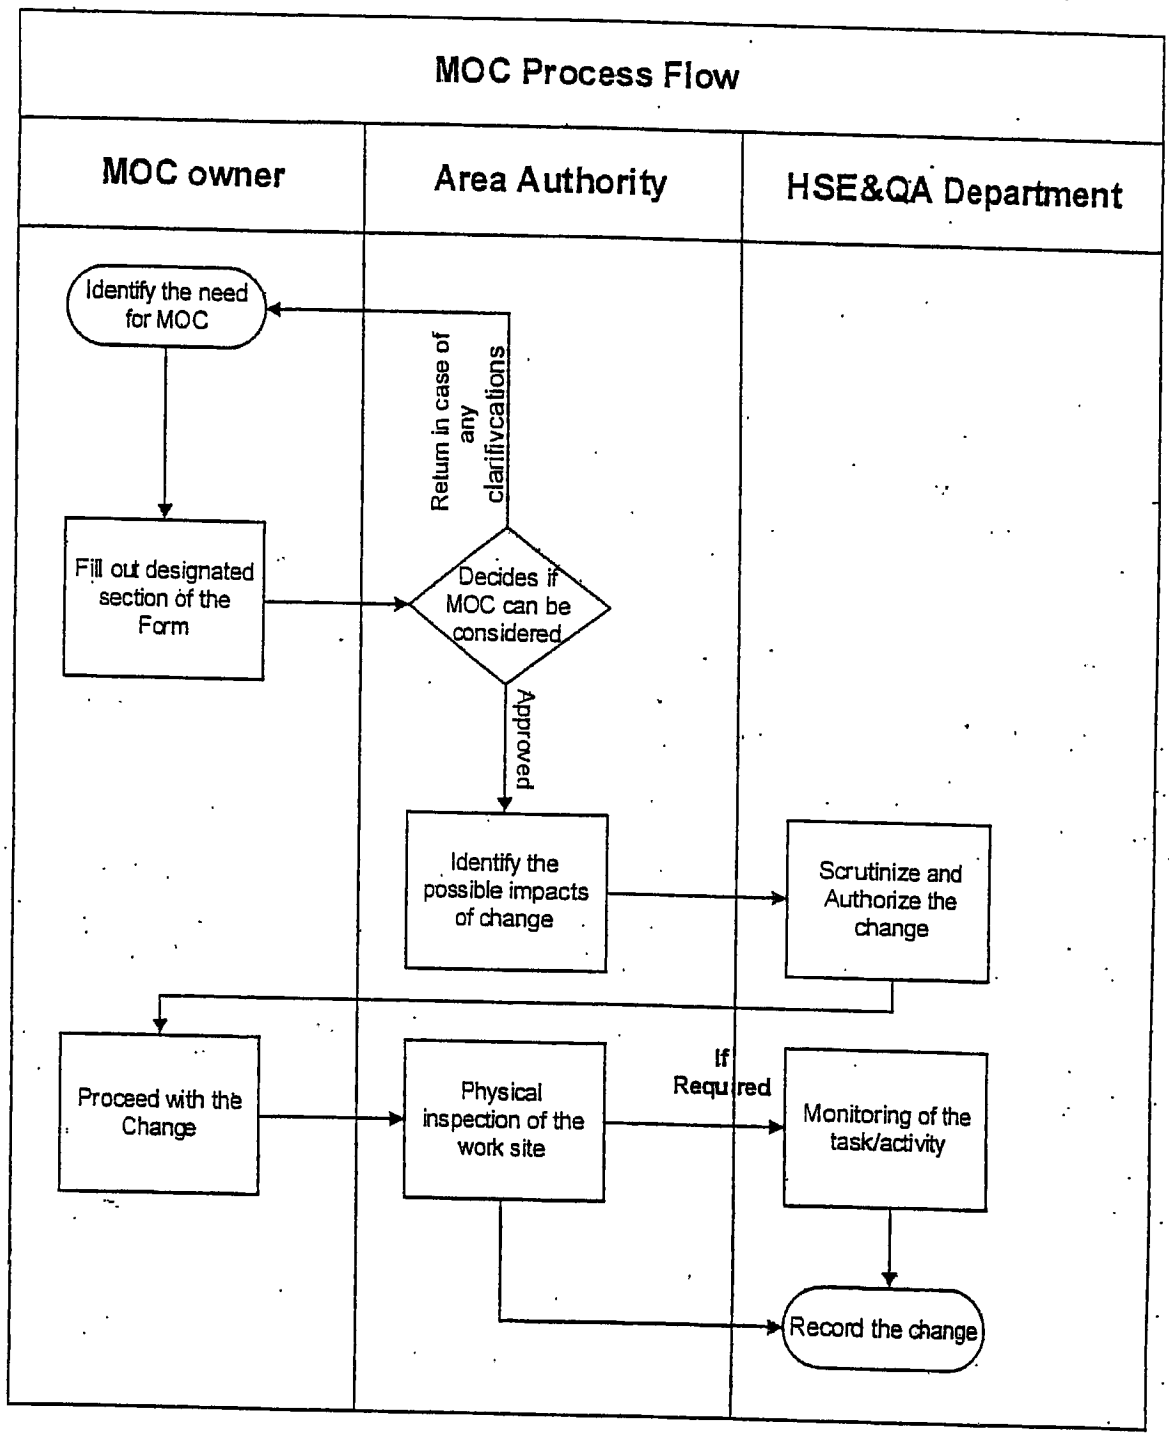 MOC Process Flow
MOC owner
Area Authority
HSE&QA Department
Identify the need
for MOC
Return in case of
any
clarifivcations
Fill out designated
section of the
Form
Decides if
MOC can be
considered
Approved
Identify the
possible impacts
of change
Scrutinize and
Authorize the
change
Proceed with the
Change
Physical
inspection of the
work site
If
Required
Monitoring of the
task/activity
Record the change